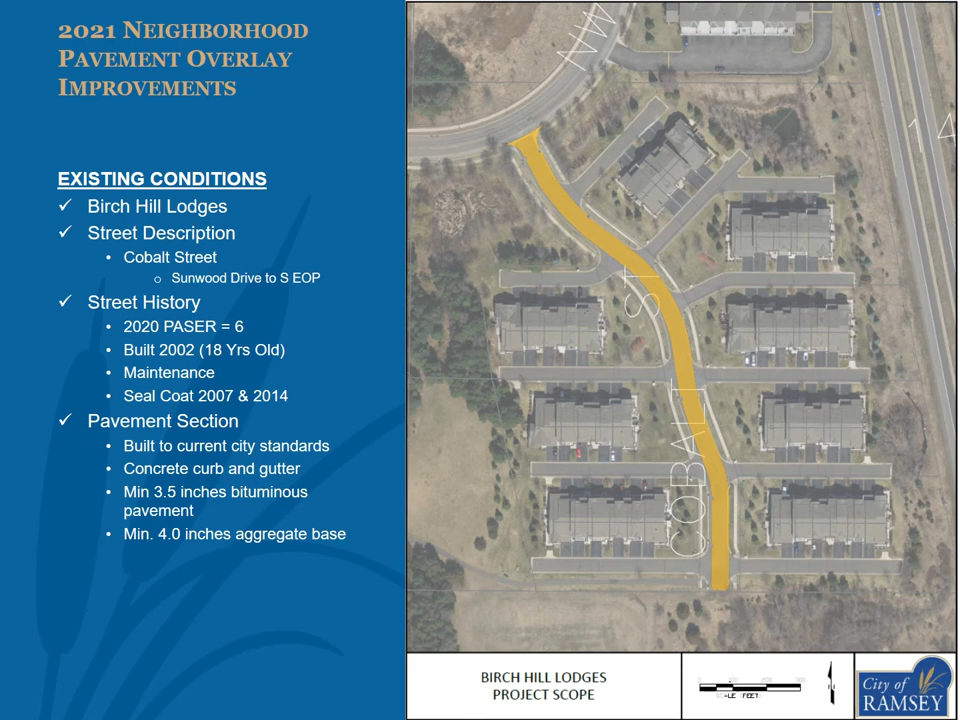 2021 NEIGHBORHOOD
PAVEMENT OVERLAY
IMPROVEMENTS
EXISTING CONDITIONS
✓ Birch Hill Lodges
✓ Street Description
• Cobalt Street
o Sunwood Drive to S EOP
✓ Street History
• 2020 PASER = 6
• Built 2002 (18 Yrs Old)
• Maintenance
• Seal Coat 2007 & 2014
✓ Pavement Section
• Built to current city standards
• Concrete curb and gutter
• Min 3.5 inches bituminous
pavement
• Min. 4.0 inches aggregate base
NW
14
COBALT ST
BIRCH HILL LODGES
PROJECT SCOPE
SCALE (FEET)
City of
RAMSEY